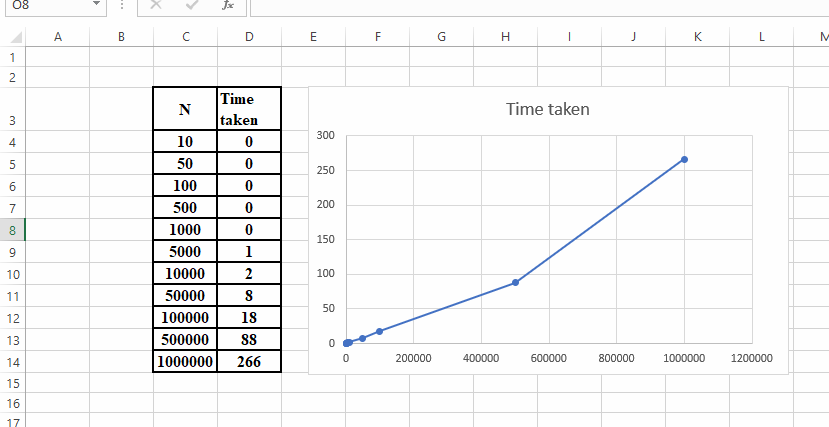 O8
fx
A B C D E F G H I J K L M
1
2
3 N Time taken
4 10 0
5 50 0
6 100 0
7 500 0
8 1000 0
9 5000 1
10 10000 2
11 50000 8
12 100000 18
13 500000 88
14 1000000 266
15
16
17
Time taken
300
250
200
150
100
50
0
0 200000 400000 600000 800000 1000000 1200000